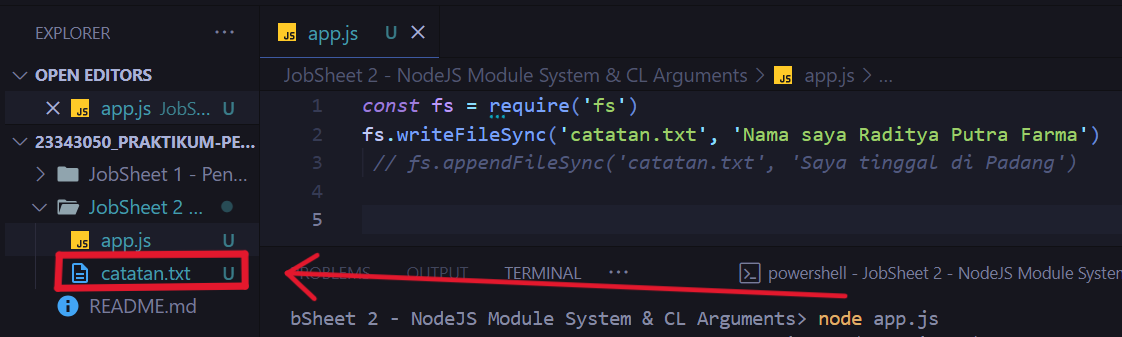 EXPLORER ···
OPEN EDITORS
JS app.js JobS... U
23343050_PRAKTIKUM-PE...
JobSheet 1 - Pen...
JobSheet 2 ...
JS app.js U
catatan.txt U
README.md
JS app.js U
JobSheet 2 - NodeJS Module System & CL Arguments > JS app.js > ...
1 const fs = require('fs')
2 fs.writeFileSync('catatan.txt', 'Nama saya Raditya Putra Farma')
3 // fs.appendFileSync('catatan.txt', 'Saya tinggal di Padang')
4
5
PROBLEMS OUTPUT TERMINAL ··· powershell - JobSheet 2 - NodeJS Module System
bSheet 2 - NodeJS Module System & CL Arguments> node app.js